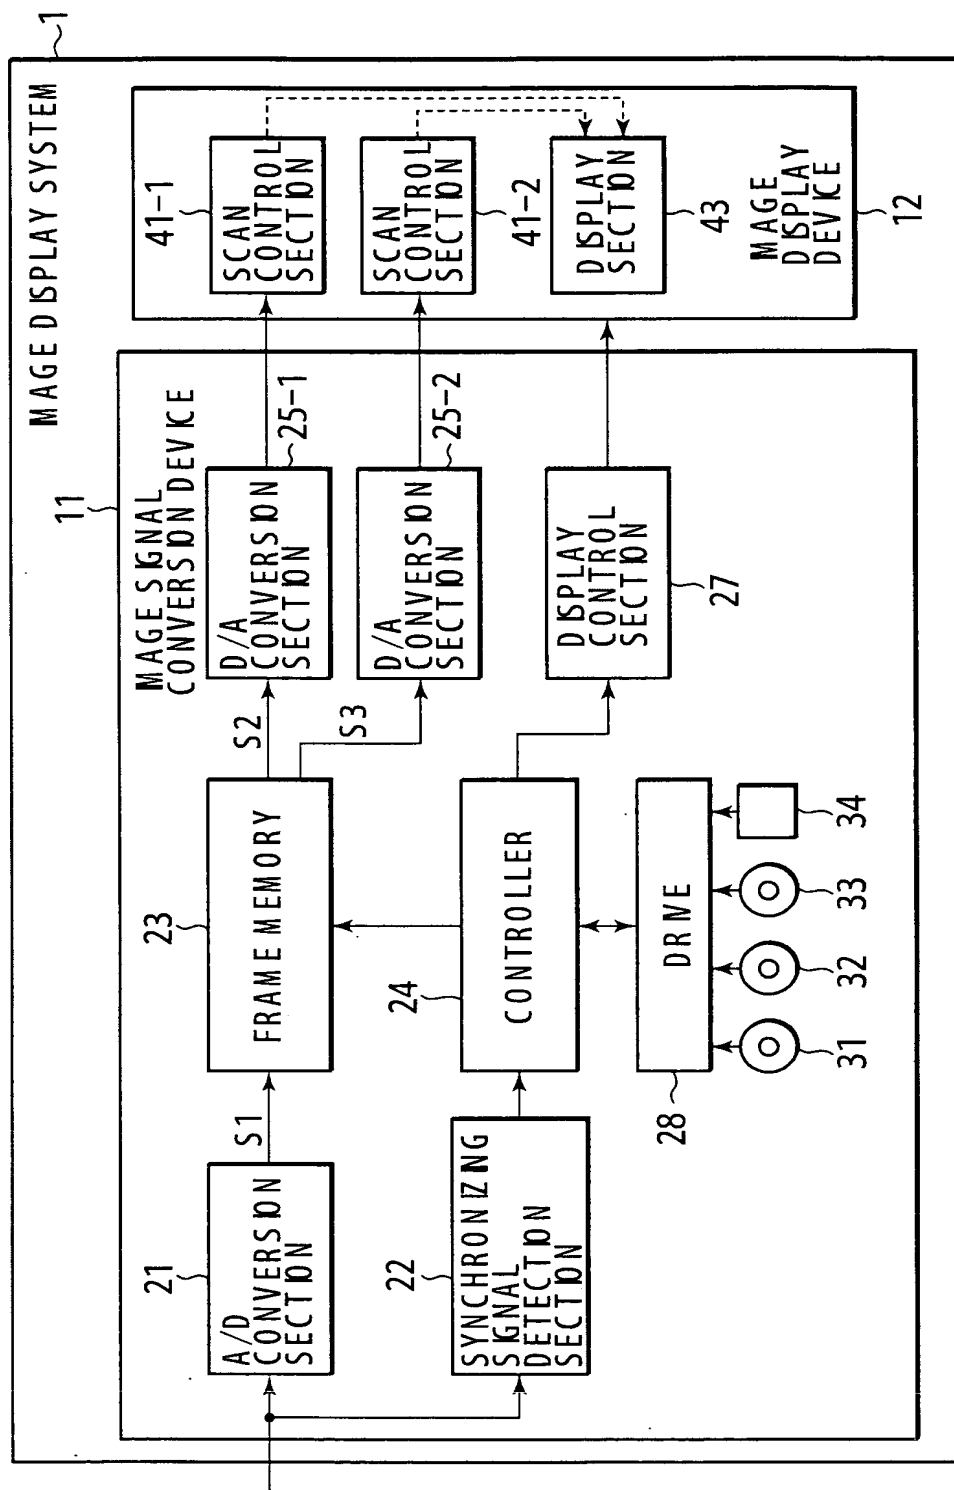 1
IMAGE DISPLAY SYSTEM
11
IMAGE SIGNAL
CONVERSION DEVICE
21
A/D
CONVERSION
SECTION
S1
23
FRAME MEMORY
S2
S3
D/A
CONVERSION
SECTION
25-1
D/A
CONVERSION
SECTION
25-2
41-1
SCAN
CONTROL
SECTION
SCAN
CONTROL
SECTION
41-2
DISPLAY
SECTION
43
IMAGE
DISPLAY
DEVICE
12
22
SYNCHRONIZING
SIGNAL
DETECTION
SECTION
24
CONTROLLER
DISPLAY
CONTROL
SECTION
27
28
DRIVE
31
32
33
34